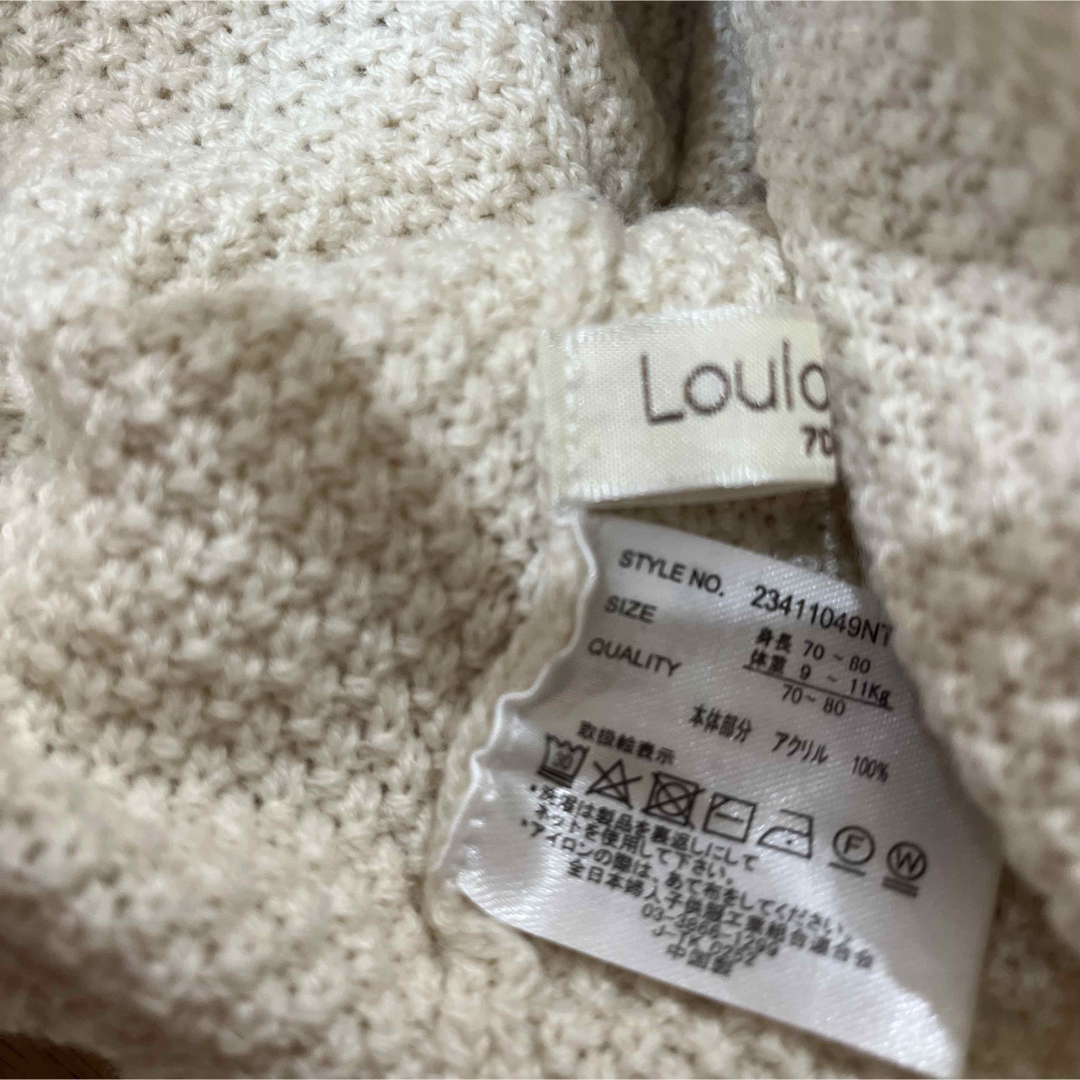 Loula
70
STYLE NO. 23411049NT
SIZE 身長 70 ~ 80
体重 9 ~ 11Kg
70~80
QUALITY
本体部分 アクリル 100%
取扱絵表示
30
F W
・洗濯は製品を裏返しにして
ネットを使用して下さい。
・アイロンの際は、あて布をしてください。
全日本婦人子供服工業組合連合会
03-3866-1299
中国製